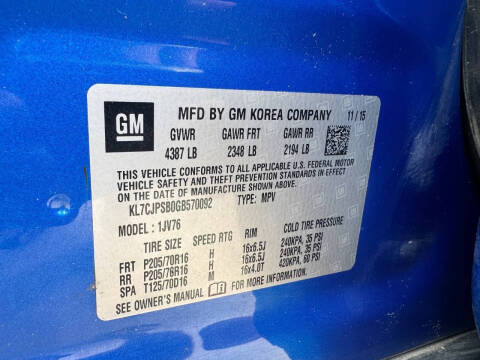 GM MFD BY GM KOREA COMPANY 11/15
GVWR GAWR FRT GAWR RR
4387 LB 2348 LB 2194 LB
THIS VEHICLE CONFORMS TO ALL APPLICABLE U.S. FEDERAL MOTOR
VEHICLE SAFETY AND THEFT PREVENTION STANDARDS IN EFFECT
ON THE DATE OF MANUFACTURE SHOWN ABOVE.
KL7CJPSB0GB570092 TYPE: MPV
MODEL: 1JV76
TIRE SIZE SPEED RTG RIM COLD TIRE PRESSURE
FRT P205/70R16 H 16x6.5J 240KPA, 35 PSI
RR P205/70R16 H 16x6.5J 240KPA, 35 PSI
SPA T125/70D16 M 16x4.0T 420KPA, 60 PSI
SEE OWNER'S MANUAL FOR MORE INFORMATION.